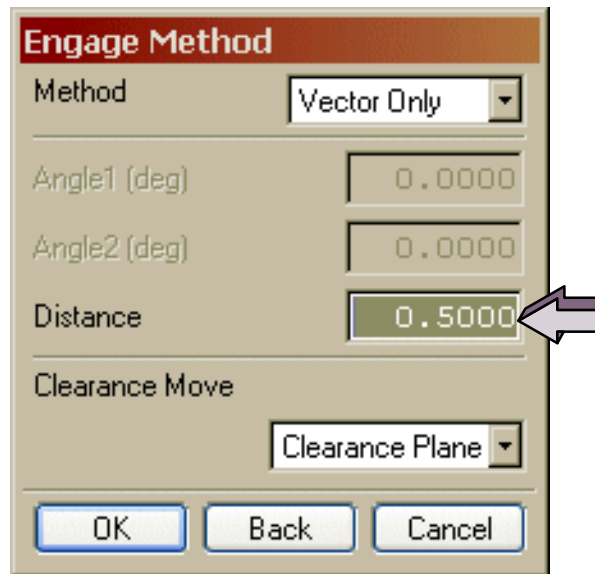 Engage Method
Method Vector Only
Angle1 (deg) 0.0000
Angle2 (deg) 0.0000
Distance 0.5000
Clearance Move
Clearance Plane
OK Back Cancel